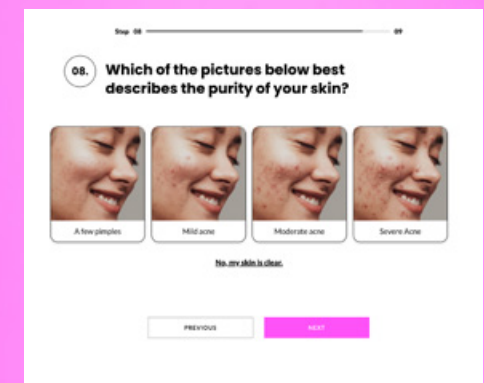 Step 08 09
08. Which of the pictures below best
describes the purity of your skin?
A few pimples
Mild acne
Moderate acne
Severe Acne
No, my skin is clear.
PREVIOUS
NEXT